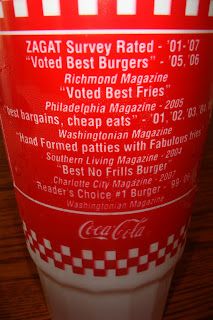 ZAGAT Survey Rated - '01-'07
"Voted Best Burgers" - '05,'06
Richmond Magazine
"Voted Best Fries"
Philadelphia Magazine - 2005
"best bargains, cheap eats" - '01,'02,'03,'04,
Washingtonian Magazine
"Hand Formed patties with Fabulous fries
Southern Living Magazine - 2004
"Best No Frills Burger"
Charlotte City Magazine - 2007
"Reader's Choice #1 Burger - '99-
Washingtonian Magazine
Coca-Cola